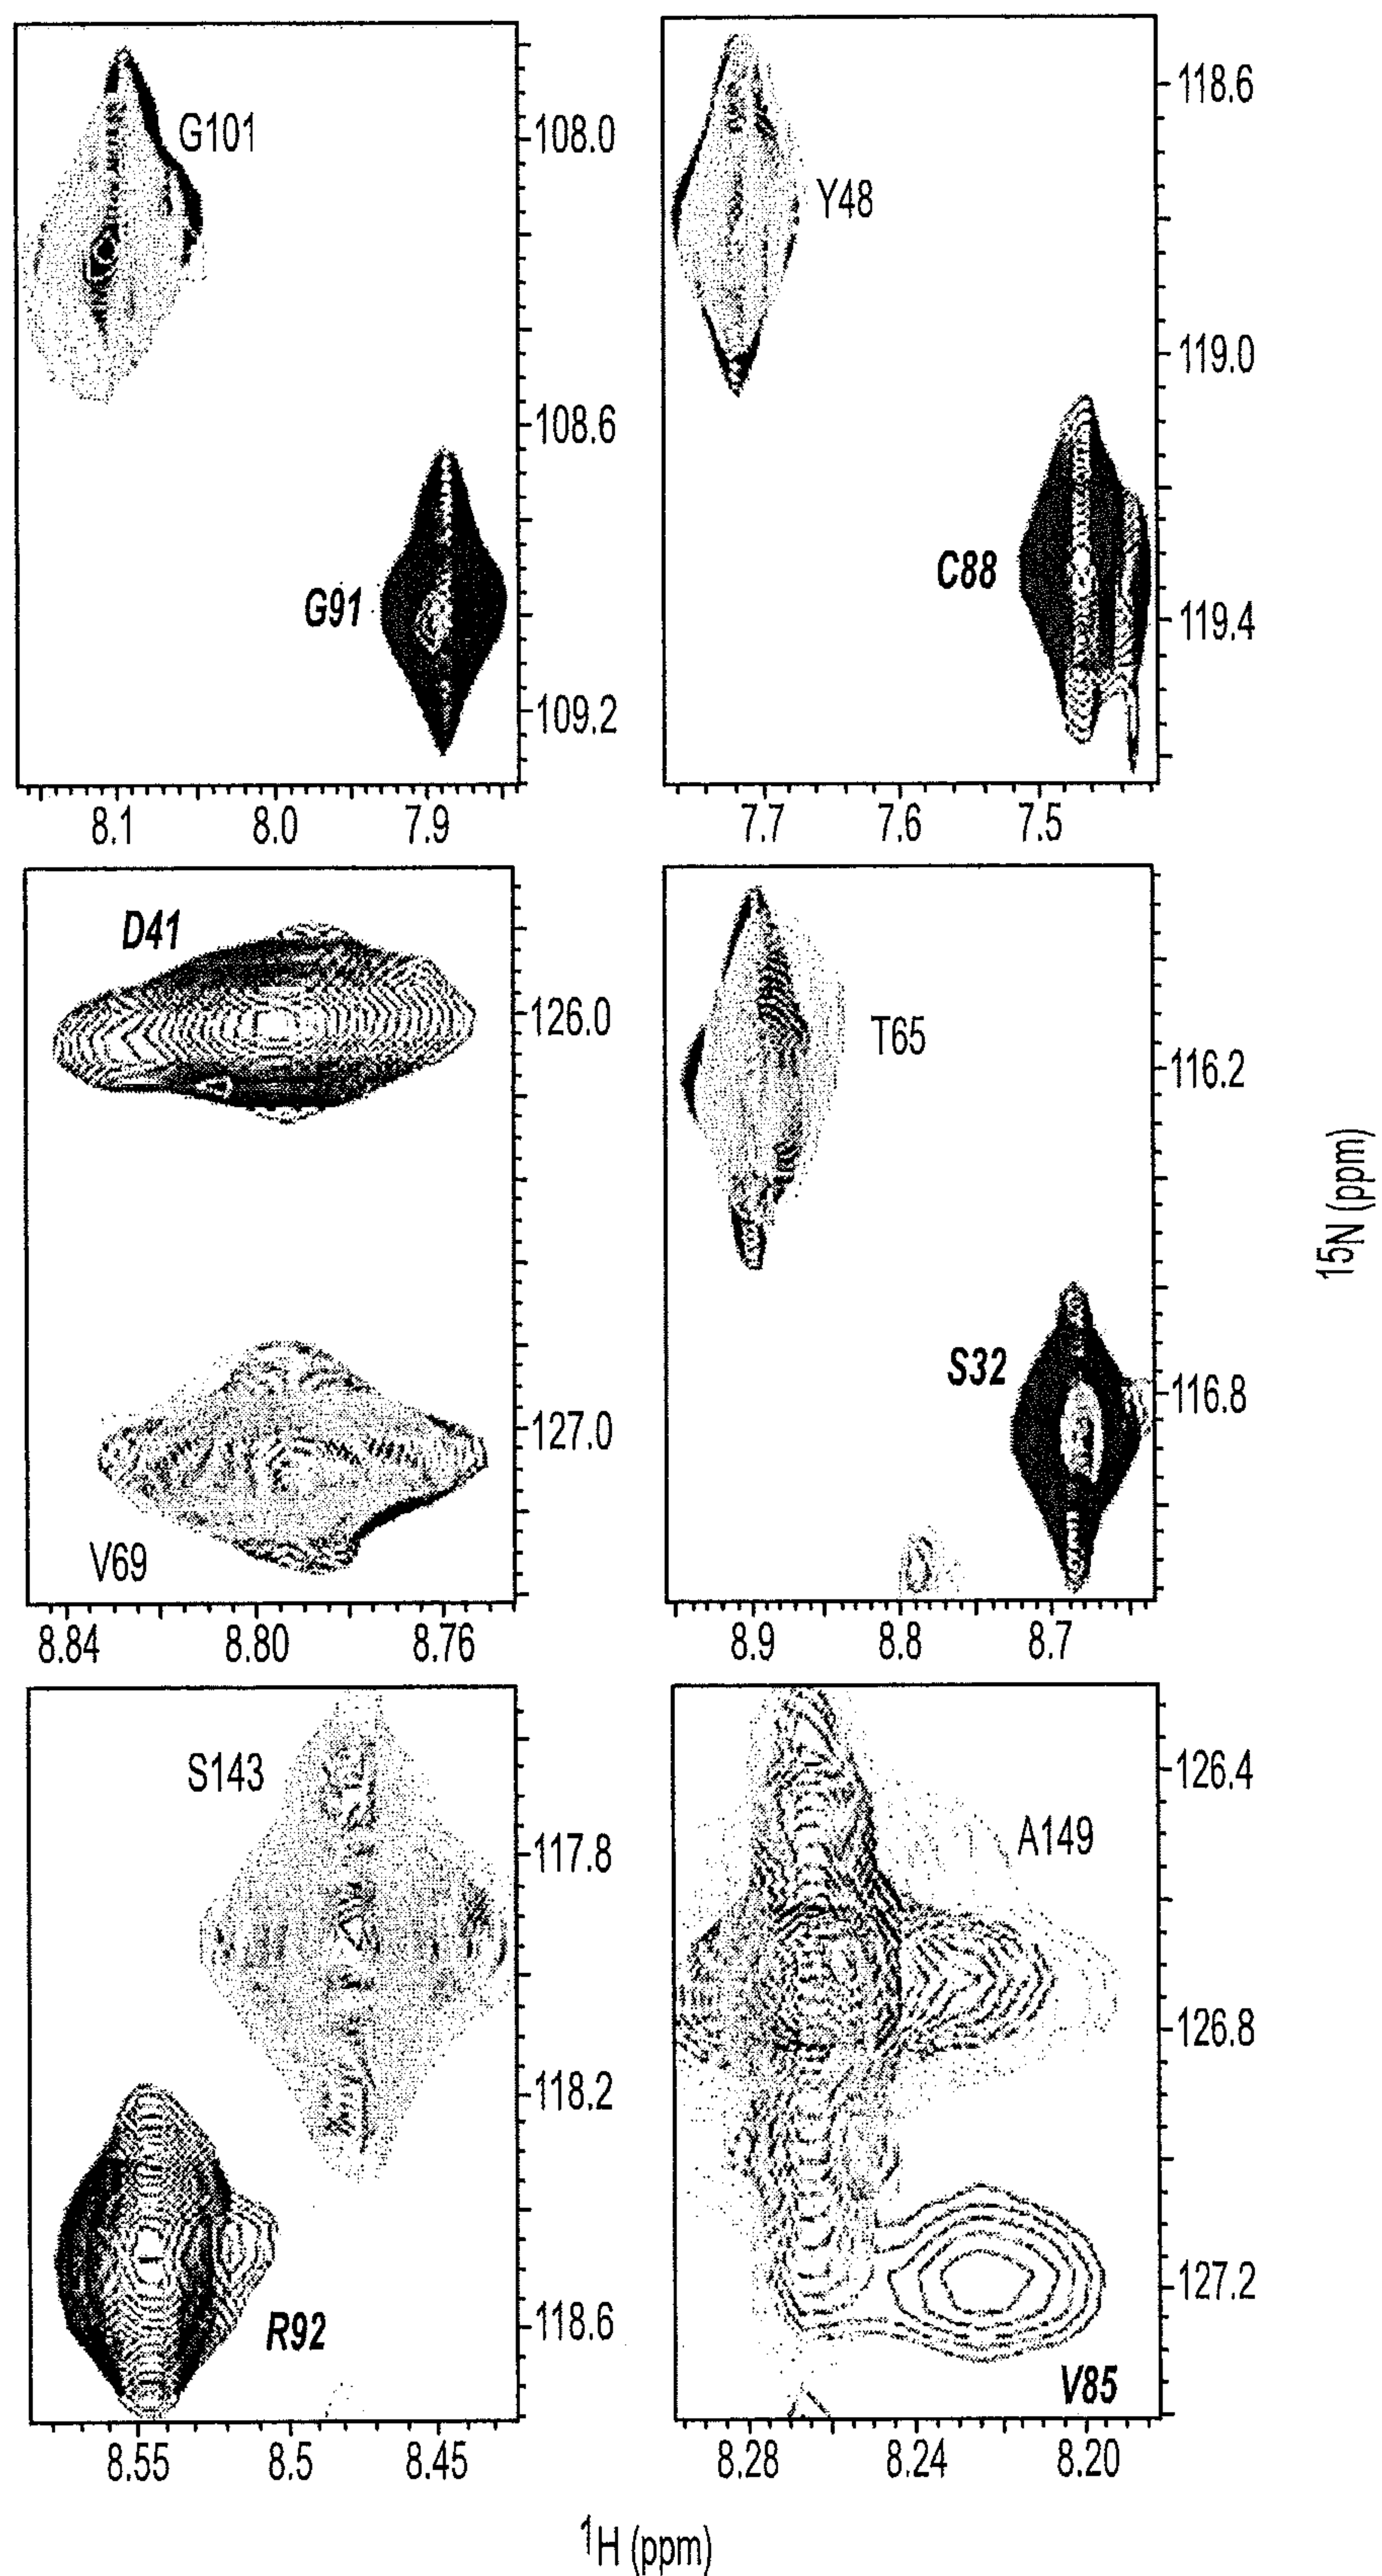 G101
108.0
108.6
G91
109.2
8.1 8.0 7.9
118.6
Y48
119.0
C88
119.4
7.7 7.6 7.5
D41
126.0
127.0
V69
8.84 8.80 8.76
T65
116.2
S32
116.8
8.9 8.8 8.7
S143
117.8
118.2
R92
118.6
8.55 8.5 8.45
126.4
A149
126.8
127.2
V85
8.28 8.24 8.20
15N (ppm)
1H (ppm)